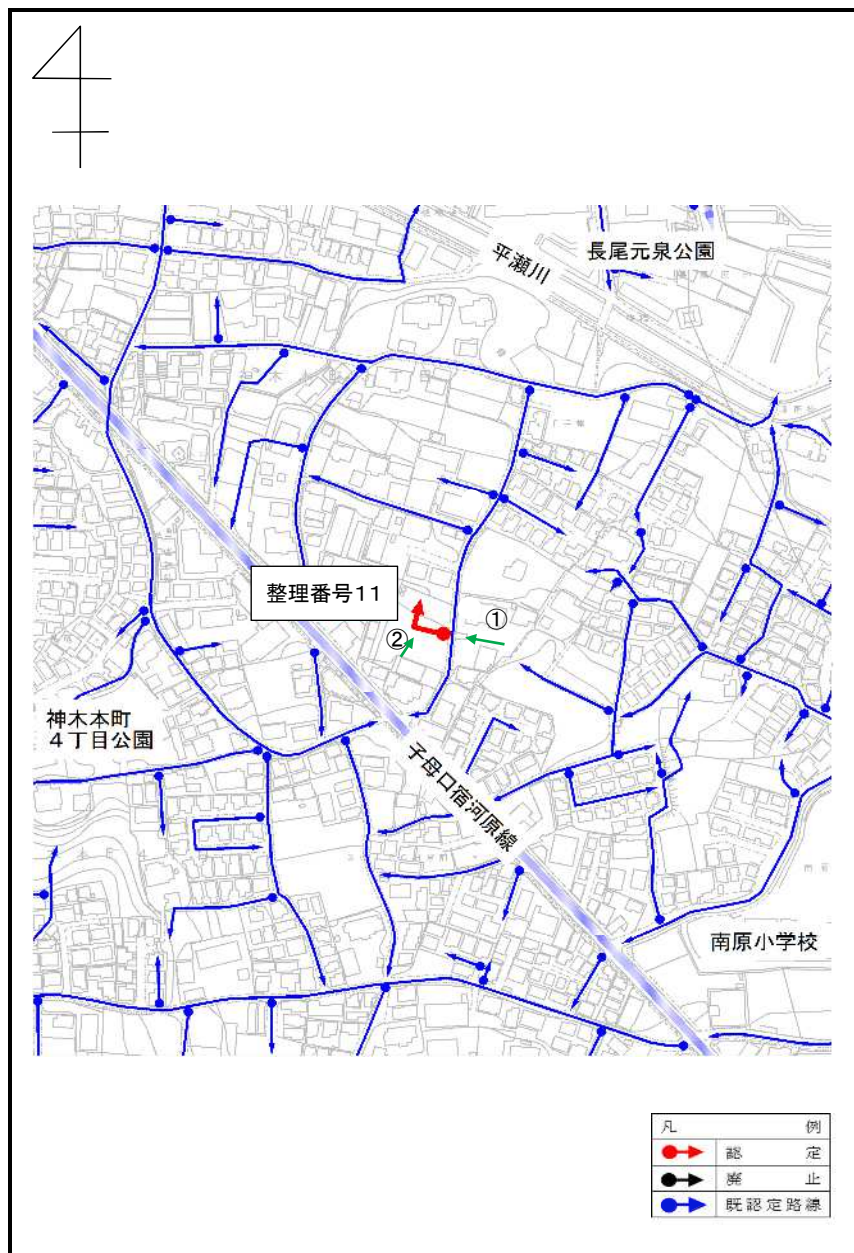 平瀬川
長尾元泉公園
整理番号11
①
②
神木本町
４丁目公園
子母口宿河原線
南原小学校
凡例
認定
廃止
既認定路線